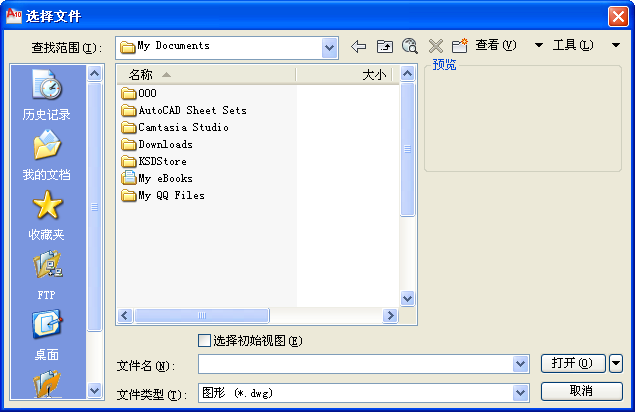 选择文件
查找范围(I):
My Documents
查看(V)
工具(L)
历史记录
我的文档
收藏夹
FTP
桌面
名称
大小
000
AutoCAD Sheet Sets
Camtasia Studio
Downloads
KSDStore
My eBooks
My QQ Files
预览
选择初始视图(E)
文件名(N):
打开(O)
文件类型(T):
图形 (*.dwg)
取消